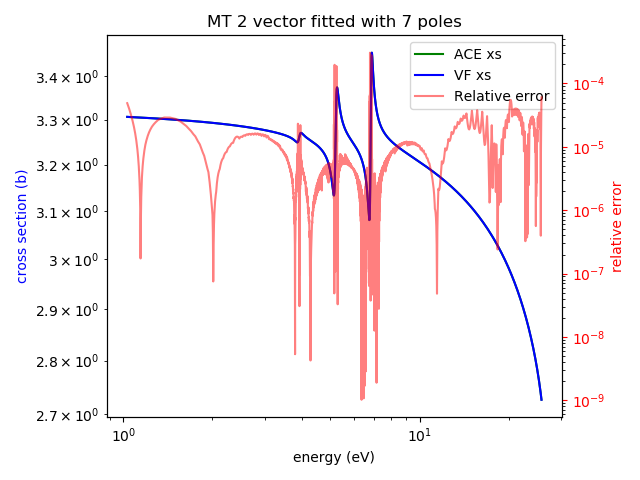 MT 2 vector fitted with 7 poles
ACE xs
VF xs
Relative error
3.4 × 10⁰
3.3 × 10⁰
3.2 × 10⁰
3.1 × 10⁰
3 × 10⁰
2.9 × 10⁰
2.8 × 10⁰
2.7 × 10⁰
cross section (b)
10⁻⁴
10⁻⁵
10⁻⁶
10⁻⁷
10⁻⁸
10⁻⁹
relative error
10⁰
10¹
energy (eV)